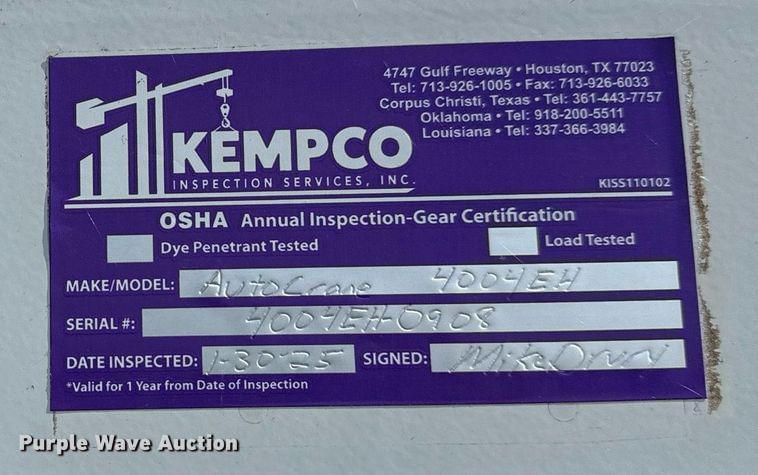 4747 Gulf Freeway • Houston, TX 77023
Tel: 713-926-1005 • Fax: 713-926-6033
Corpus Christi, Texas • Tel: 361-443-7757
Oklahoma • Tel: 918-200-5511
Louisiana • Tel: 337-366-3984
KEMPCO
INSPECTION SERVICES, INC.
KISS110102
OSHA Annual Inspection-Gear Certification
Dye Penetrant Tested Load Tested
MAKE/MODEL: AutoCrane 4004EH
SERIAL #: 4004EH-0908
DATE INSPECTED: 1-30-25 SIGNED: Mike
*Valid for 1 Year from Date of Inspection
Purple Wave Auction